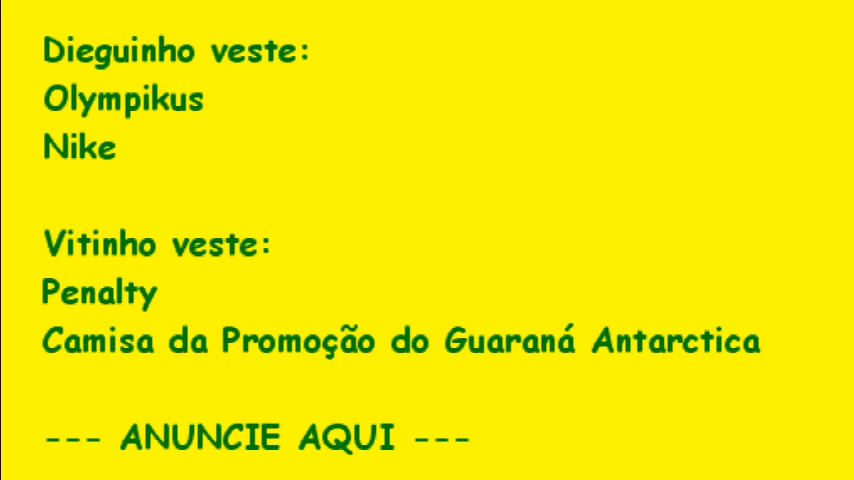 Dieguinho veste:
Olympikus
Nike
Vitinho veste:
Penalty
Camisa da Promoção do Guaraná Antarctica
--- ANUNCIE AQUI ---